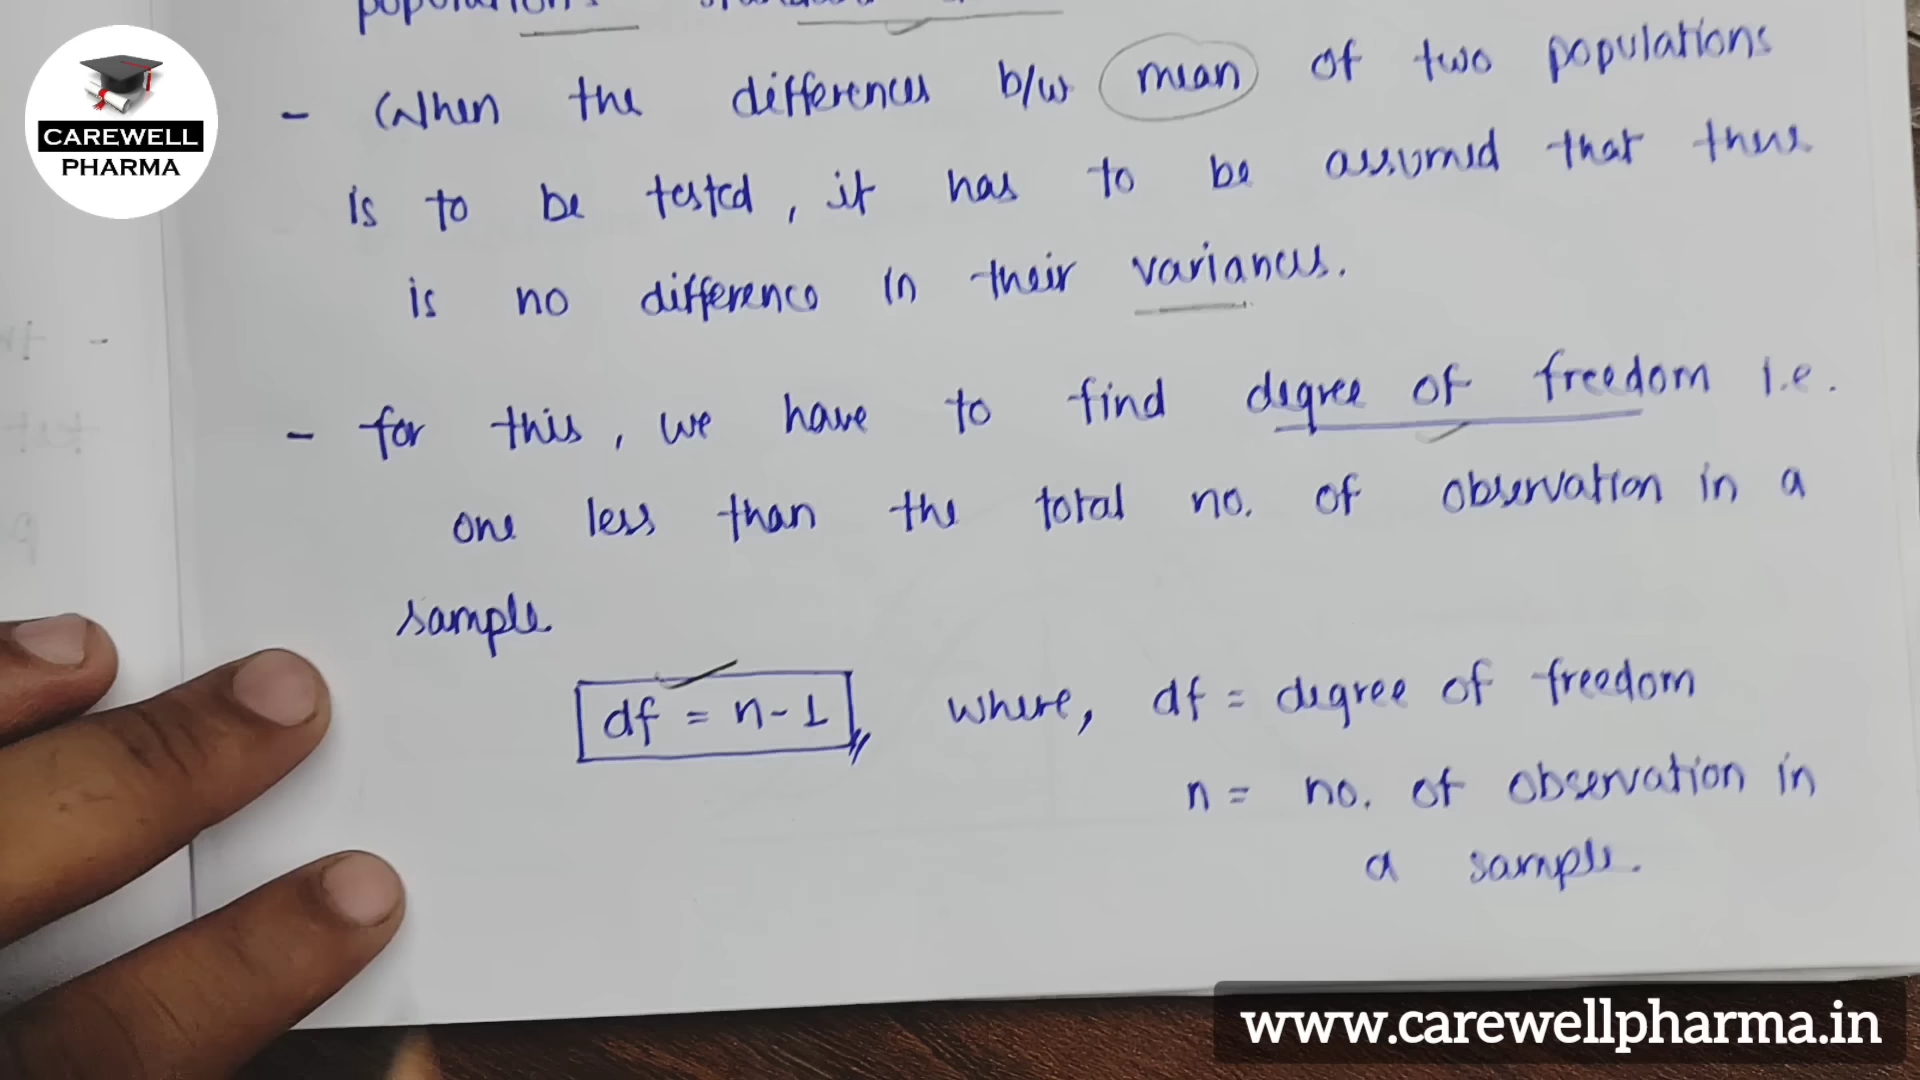 CAREWELL
PHARMA
- When the differences b/w mean of two populations
is to be tested, it has to be assumed that there
is no difference in their variances.
- for this, we have to find degree of freedom i.e.
one less than the total no. of observation in a
sample
df = n-1 where, df = degree of freedom
n = no. of observation in
a sample.
www.carewellpharma.in